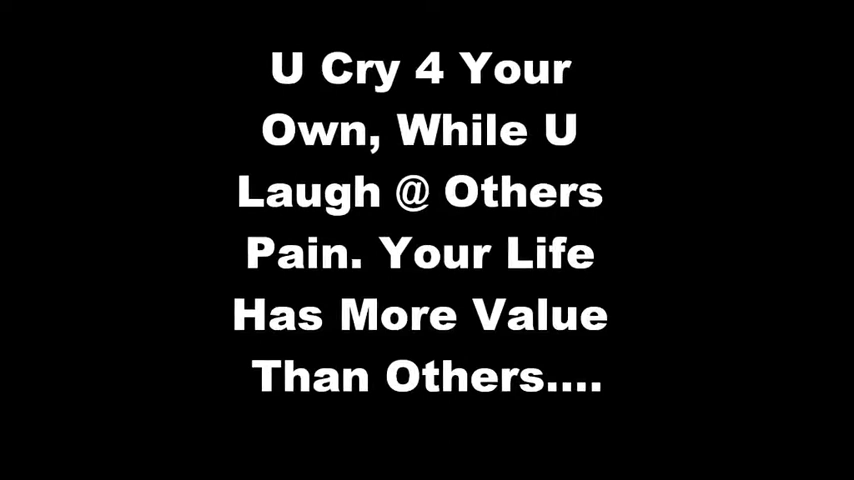 U Cry 4 Your
Own, While U
Laugh @ Others
Pain. Your Life
Has More Value
Than Others....